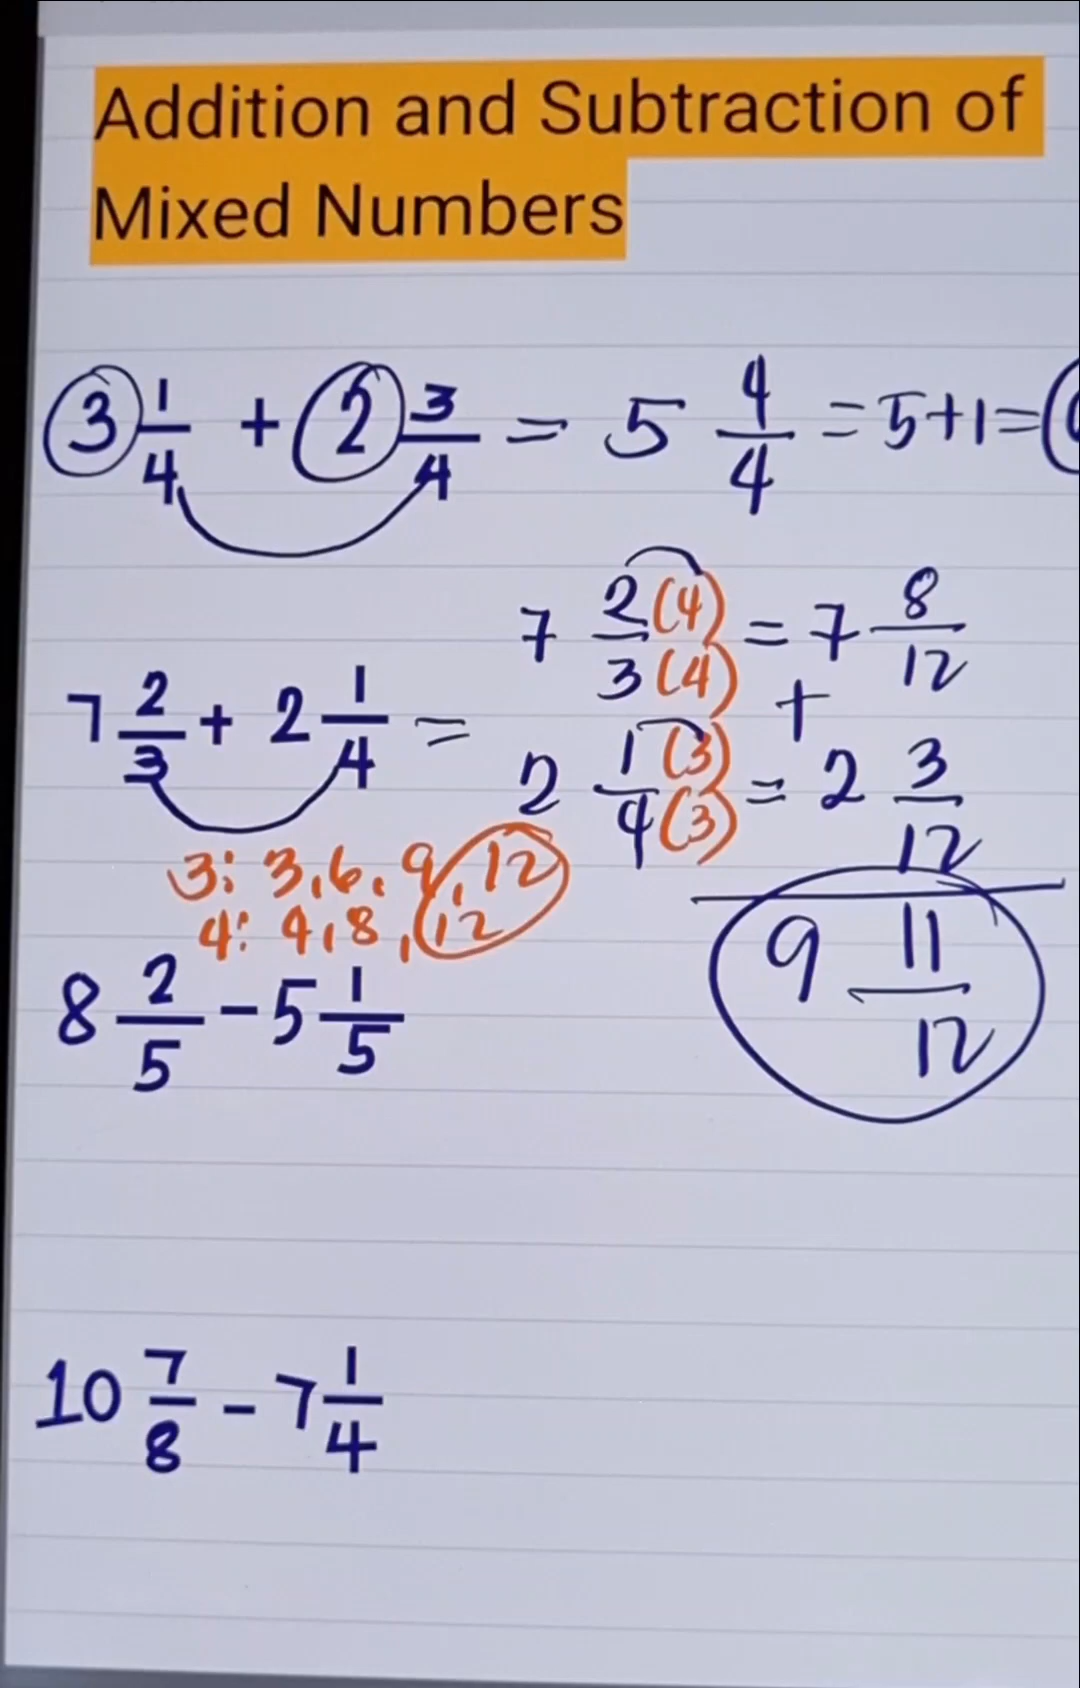 Addition and Subtraction of
Mixed Numbers
3 1/4 + 2 3/4 = 5 4/4 = 5+1=
7 2(4)/3(4) = 7 8/12
+
7 2/3 + 2 1/4 =
2 1(3)/4(3) = 2 3/12
3: 3,6,9,12
4: 4,8,12
9 11/12
8 2/5 - 5 1/5
10 7/8 - 7 1/4